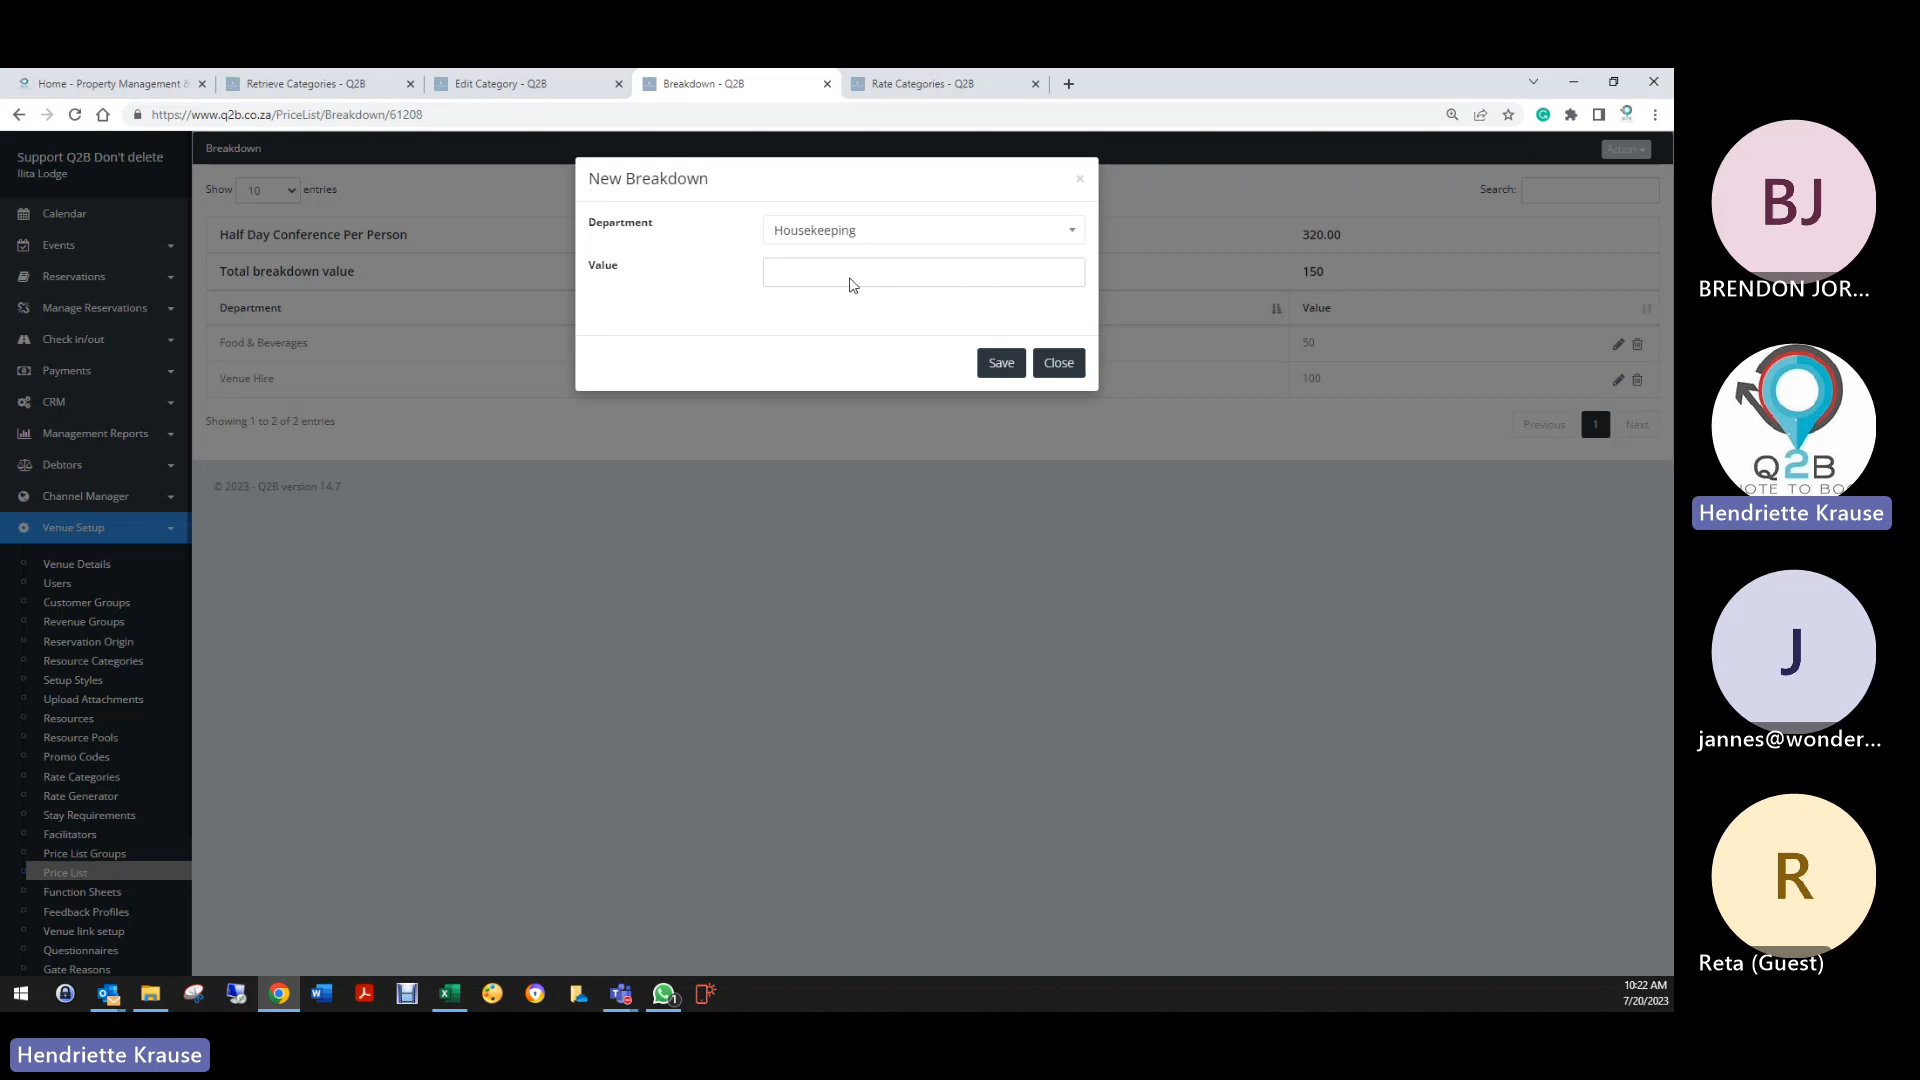 Home - Property Management &
Retrieve Categories - Q2B
Edit Category - Q2B
Breakdown - Q2B
Rate Categories - Q2B
https://www.q2b.co.za/PriceList/Breakdown/61208
Support Q2B Don't delete
Ilita Lodge
Calendar
Events
Reservations
Manage Reservations
Check in/out
Payments
CRM
Management Reports
Debtors
Channel Manager
Venue Setup
Venue Details
Users
Customer Groups
Revenue Groups
Reservation Origin
Resource Categories
Setup Styles
Upload Attachments
Resources
Resource Pools
Promo Codes
Rate Categories
Rate Generator
Stay Requirements
Facilitators
Price List Groups
Price List
Function Sheets
Feedback Profiles
Venue link setup
Questionnaires
Gate Reasons
Breakdown
Action
Show 10 entries
Search:
Half Day Conference Per Person 320.00
Total breakdown value 150
Department Value
Food & Beverages 50
Venue Hire 100
Showing 1 to 2 of 2 entries
Previous 1 Next
© 2023 - Q2B version 14.7
New Breakdown
×
Department Housekeeping
Value
Save Close
10:22 AM
7/20/2023
BJ
BRENDON JOR...
Q2B
OTE TO BO
Hendriette Krause
J
jannes@wonder...
R
Reta (Guest)
Hendriette Krause